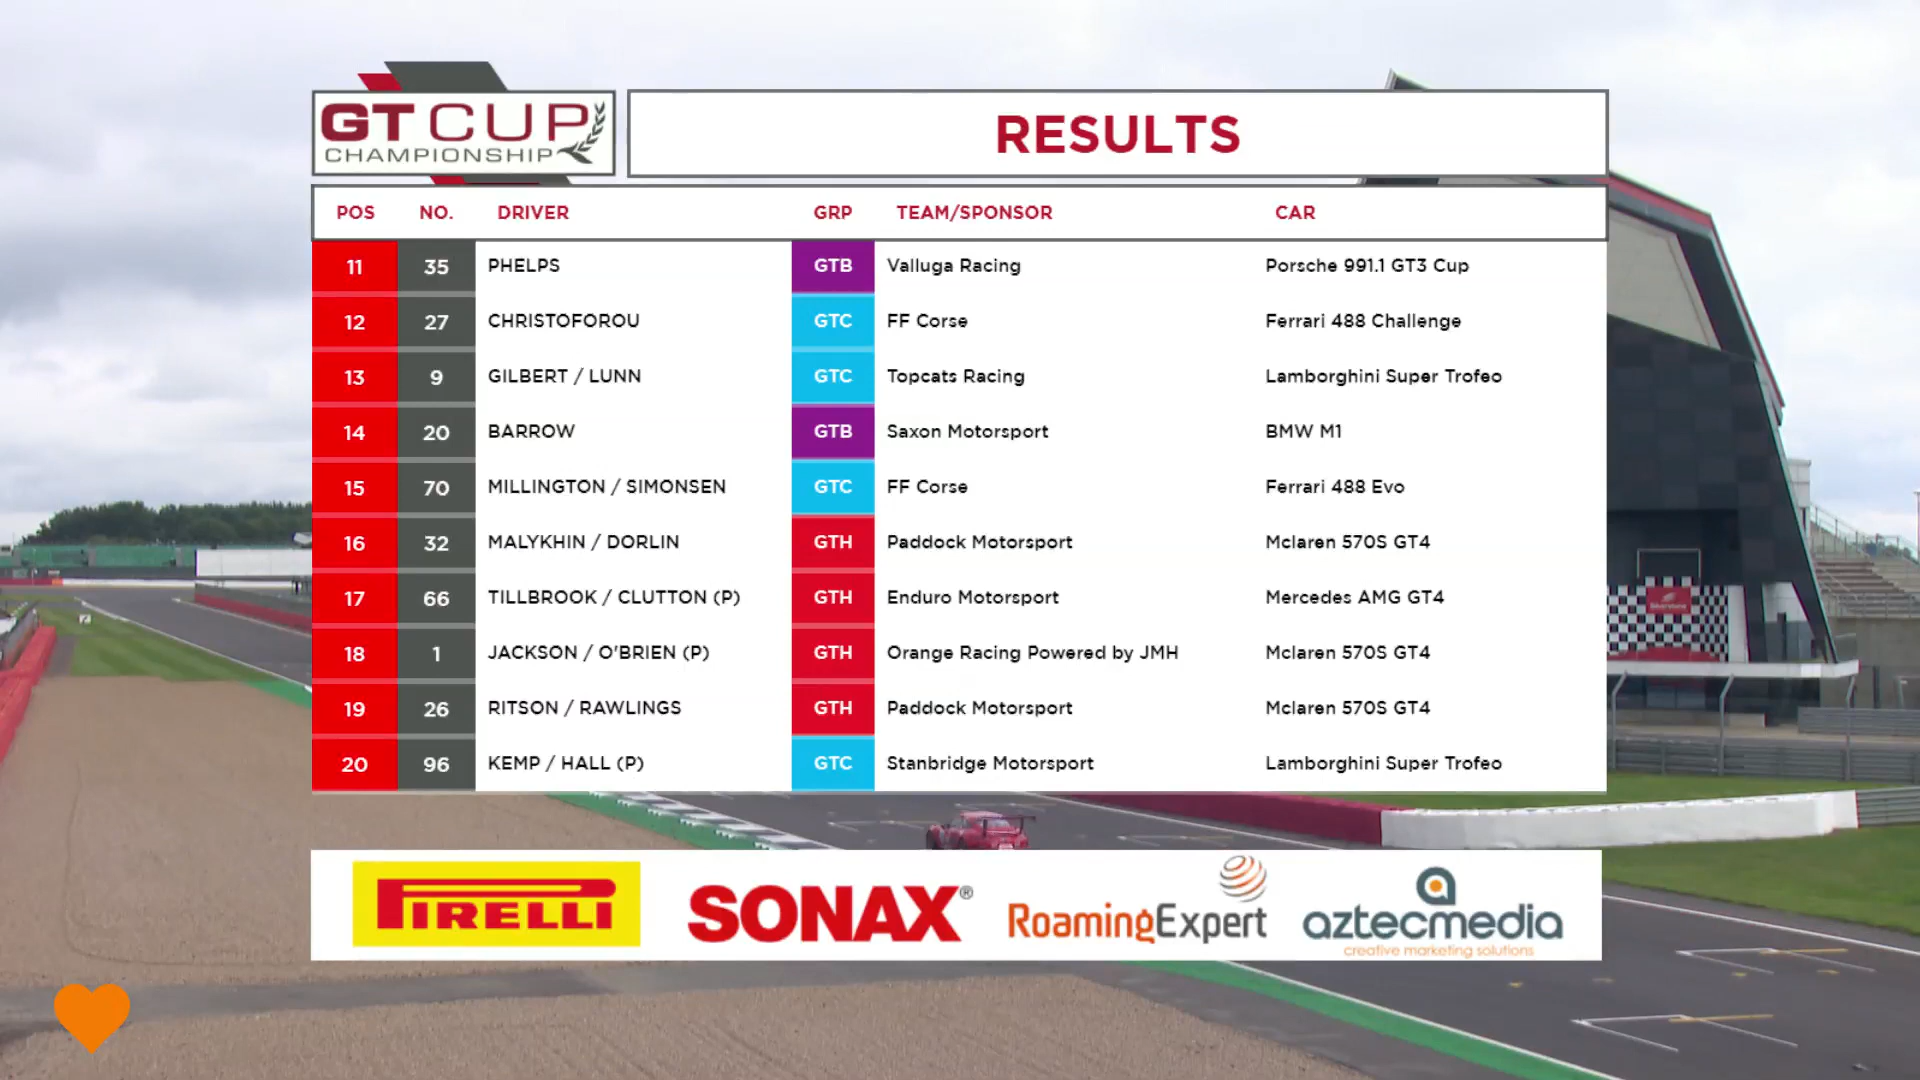 GT CUP
CHAMPIONSHIP
RESULTS
POS NO. DRIVER GRP TEAM/SPONSOR CAR
11 35 PHELPS GTB Valluga Racing Porsche 991.1 GT3 Cup
12 27 CHRISTOFOROU GTC FF Corse Ferrari 488 Challenge
13 9 GILBERT / LUNN GTC Topcats Racing Lamborghini Super Trofeo
14 20 BARROW GTB Saxon Motorsport BMW M1
15 70 MILLINGTON / SIMONSEN GTC FF Corse Ferrari 488 Evo
16 32 MALYKHIN / DORLIN GTH Paddock Motorsport Mclaren 570S GT4
17 66 TILLBROOK / CLUTTON (P) GTH Enduro Motorsport Mercedes AMG GT4
18 1 JACKSON / O'BRIEN (P) GTH Orange Racing Powered by JMH Mclaren 570S GT4
19 26 RITSON / RAWLINGS GTH Paddock Motorsport Mclaren 570S GT4
20 96 KEMP / HALL (P) GTC Stanbridge Motorsport Lamborghini Super Trofeo
Silverstone
PIRELLI SONAX® RoamingExpert aztecmedia
creative marketing solutions